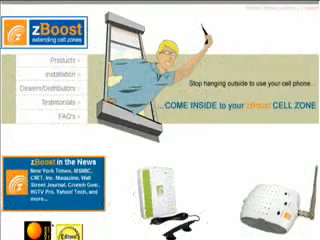 zBoost
extending cell zones
Products
Installation
Dealers/Distributors
Testimonials
FAQ's
Stop hanging outside to use your cell phone...
...COME INSIDE to your zBoost CELL ZONE
zBoost in the News
New York Times, MSNBC,
CNET, Inc. Magazine, Wall
Street Journal, Crunch Gear,
HGTV Pro, Yahoo! Tech, and
more...